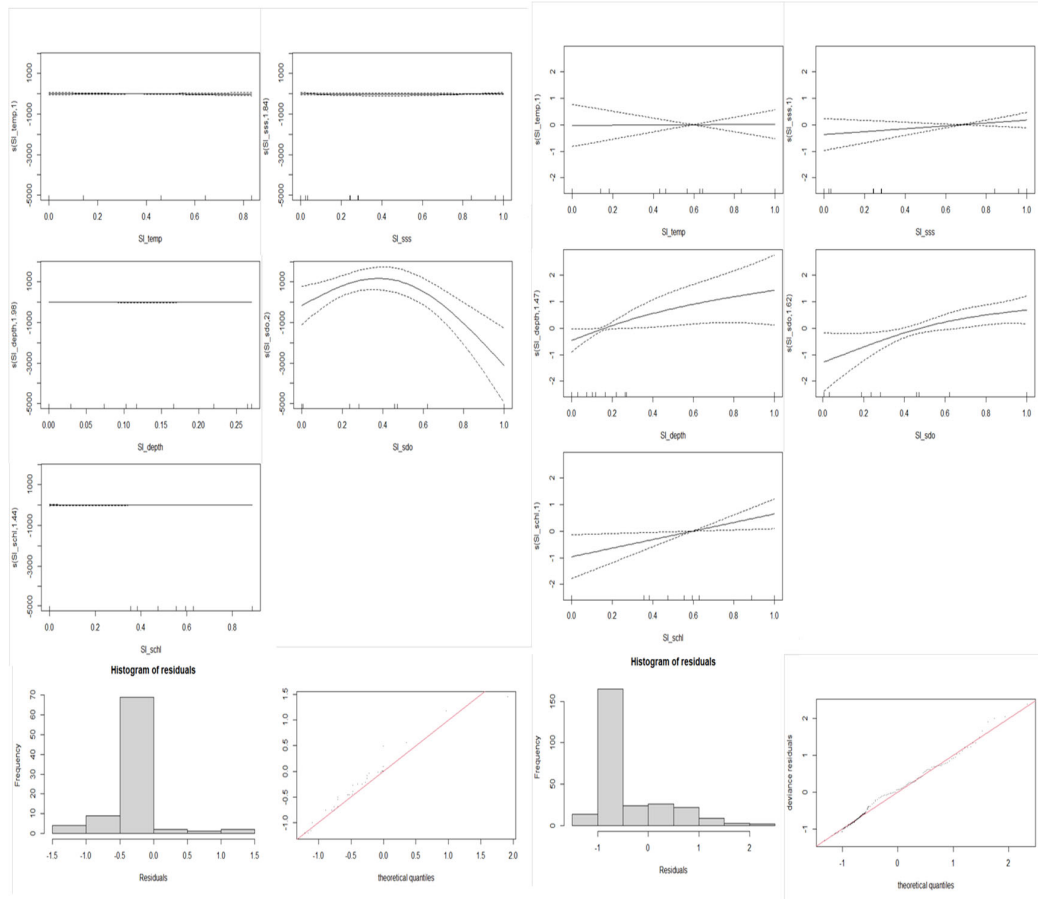 s(SI_temp,1)
1000
-1000
-3000
-5000
0.0 0.2 0.4 0.6 0.8
SI_temp
s(SI_sss,1.84)
1000
-1000
-3000
-5000
0.0 0.2 0.4 0.6 0.8 1.0
SI_sss
s(SI_temp,1)
2
1
0
-1
-2
0.0 0.2 0.4 0.6 0.8 1.0
SI_temp
s(SI_sss,1)
2
1
0
-1
-2
0.0 0.2 0.4 0.6 0.8 1.0
SI_sss
s(SI_depth,1.98)
1000
-1000
-3000
-5000
0.00 0.05 0.10 0.15 0.20 0.25
SI_depth
s(SI_sdo,2)
1000
-1000
-3000
-5000
0.0 0.2 0.4 0.6 0.8 1.0
SI_sdo
s(SI_depth,1.47)
2
1
0
-1
-2
0.0 0.2 0.4 0.6 0.8 1.0
SI_depth
s(SI_sdo,1.62)
2
1
0
-1
-2
0.0 0.2 0.4 0.6 0.8 1.0
SI_sdo
s(SI_schl,1.44)
1000
-1000
-3000
-5000
0.0 0.2 0.4 0.6 0.8
SI_schl
s(SI_schl,1)
2
1
0
-1
-2
0.0 0.2 0.4 0.6 0.8 1.0
SI_schl
Histogram of residuals
Frequency
70
60
50
40
30
20
10
0
-1.5 -1.0 -0.5 0.0 0.5 1.0 1.5
Residuals
1.5
1.0
0.5
0.0
-0.5
-1.0
-1.0 -0.5 0.0 0.5 1.0 1.5 2.0
theoretical quantiles
Histogram of residuals
Frequency
150
100
50
0
-1 0 1 2
Residuals
deviance residuals
2
1
0
-1
-1 0 1 2
theoretical quantiles